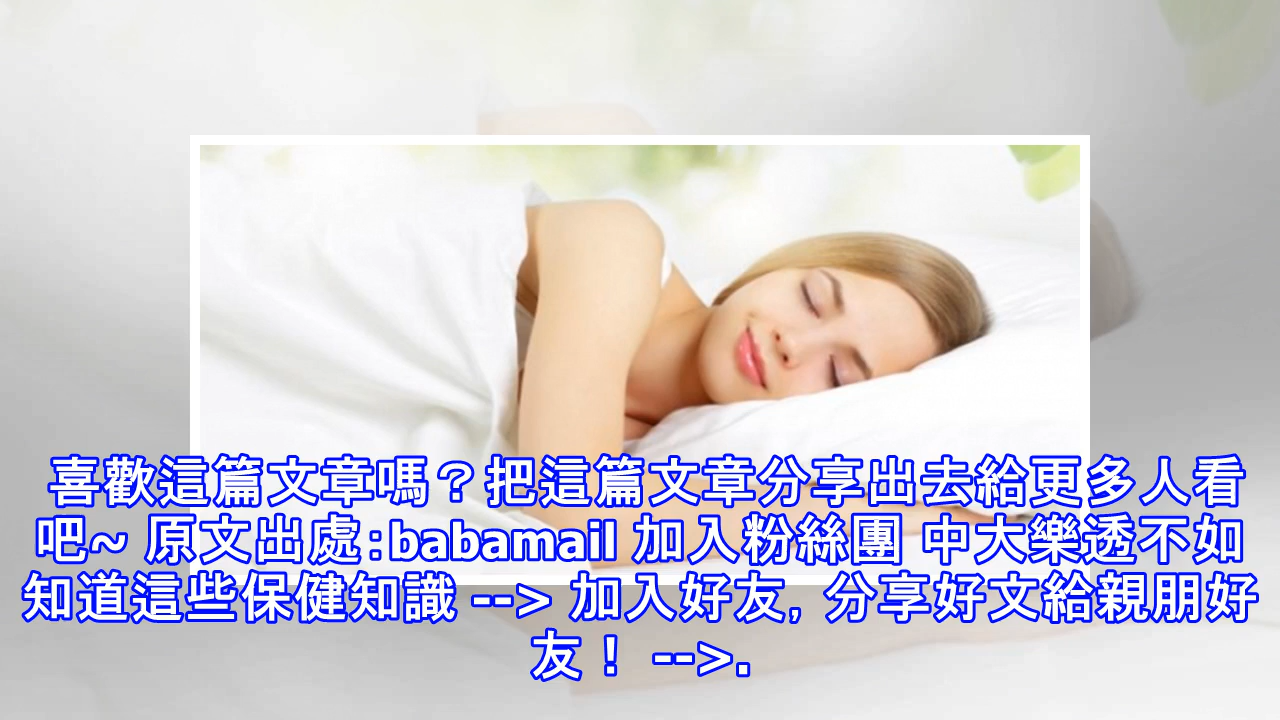 喜歡這篇文章嗎？把這篇文章分享出去給更多人看
吧~ 原文出處:babamail 加入粉絲團 中大樂透不如
知道這些保健知識 --> 加入好友, 分享好文給親朋好
友！ -->.